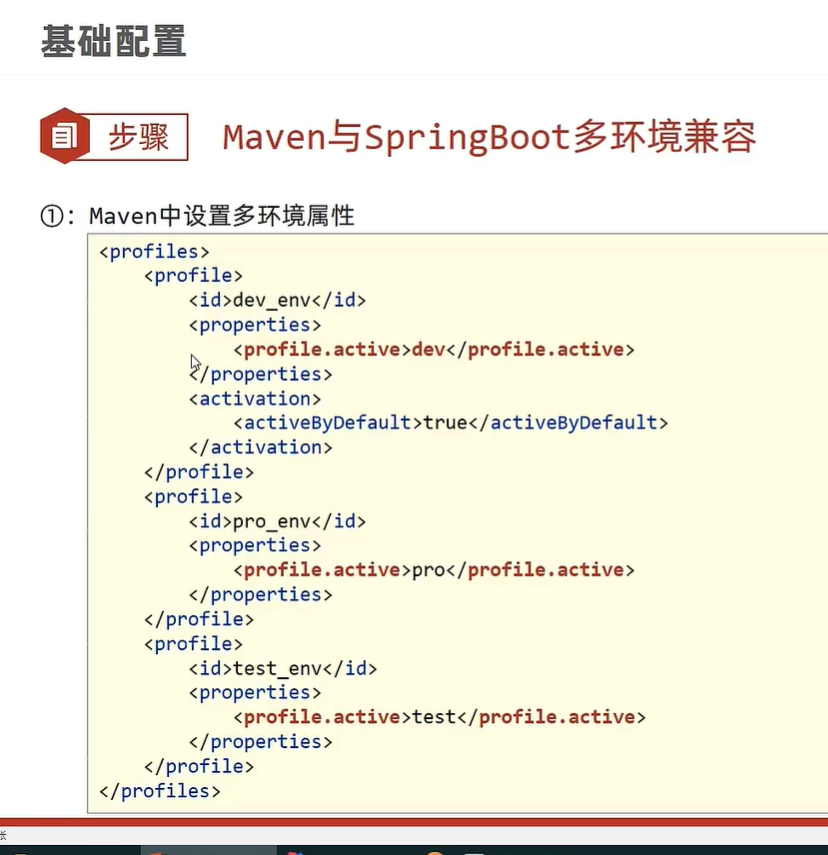 基础配置
步骤 Maven与SpringBoot多环境兼容
①：Maven中设置多环境属性
<profiles>
    <profile>
        <id>dev_env</id>
        <properties>
            <profile.active>dev</profile.active>
        </properties>
        <activation>
            <activeByDefault>true</activeByDefault>
        </activation>
    </profile>
    <profile>
        <id>pro_env</id>
        <properties>
            <profile.active>pro</profile.active>
        </properties>
    </profile>
    <profile>
        <id>test_env</id>
        <properties>
            <profile.active>test</profile.active>
        </properties>
    </profile>
</profiles>